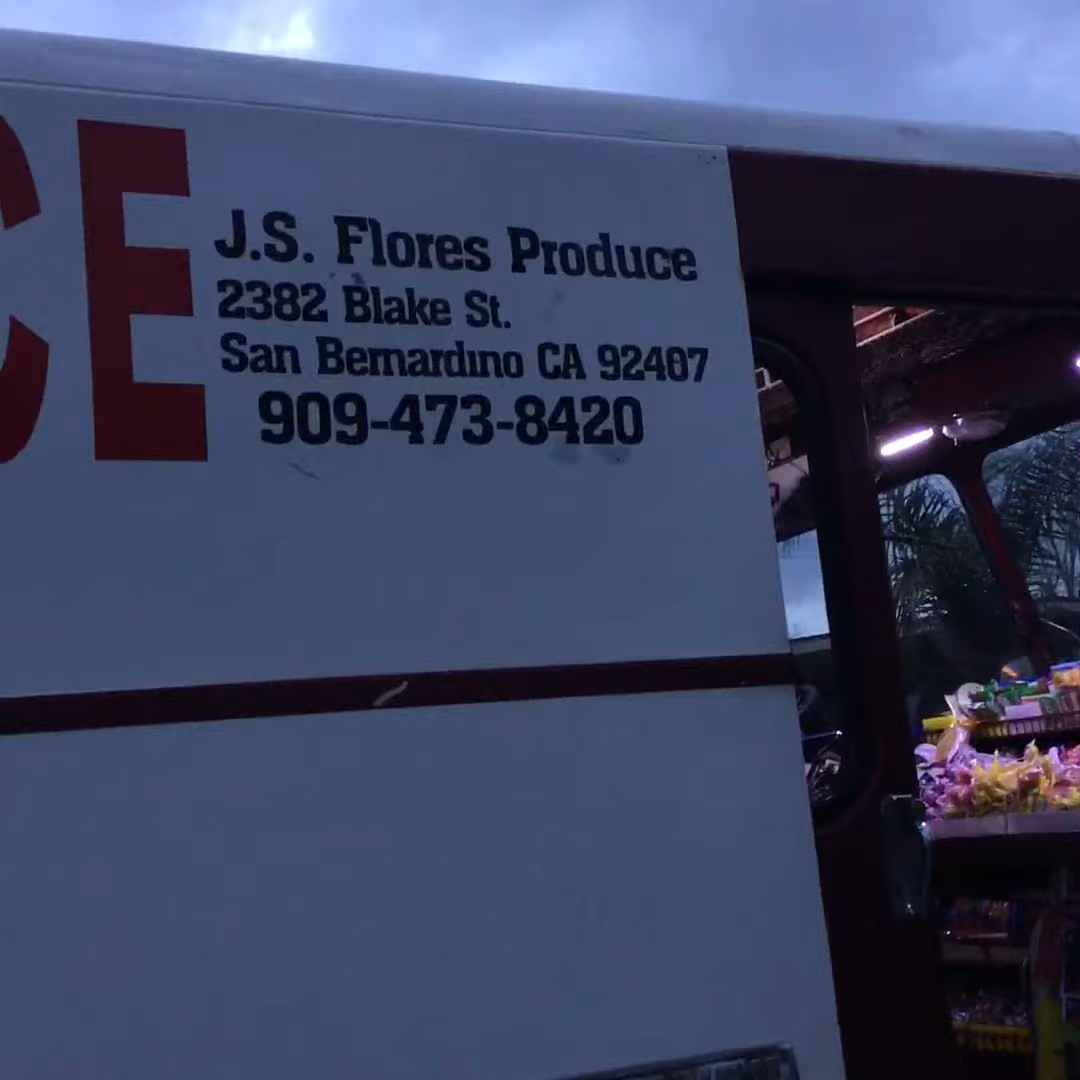 CE
J.S. Flores Produce
2382 Blake St.
San Bernardino CA 92407
909-473-8420